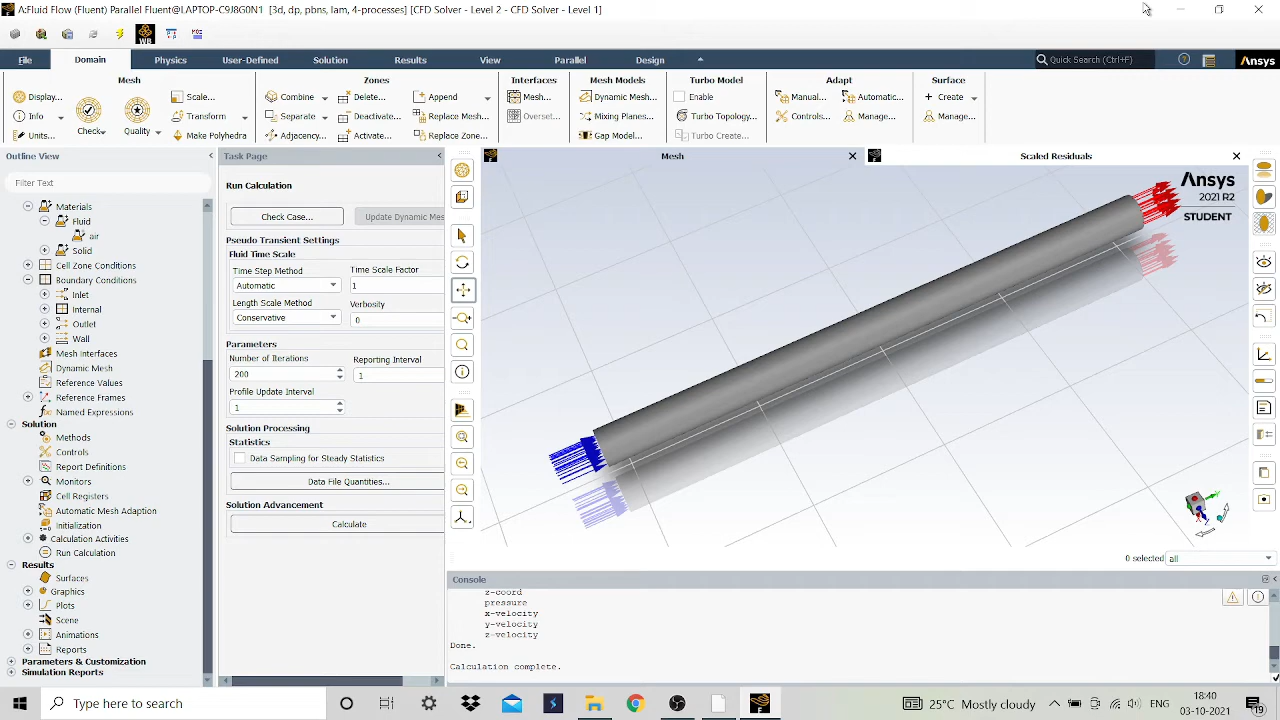 A:Fluid Flow (Fluent) Parallel Fluent@LAPTOP-C9J8G0N1 [3d, dp, pbns, lam, 4-processes] [CFD Solver - Level 2 - CFD Solver - Level 1]
WB
File
Domain
Physics
User-Defined
Solution
Results
View
Parallel
Design
Quick Search (Ctrl+F)
Ansys
Mesh
Zones
Interfaces
Mesh Models
Turbo Model
Adapt
Surface
Display...
Scale...
Combine
Delete...
Append
Mesh...
Dynamic Mesh...
Enable
Manual...
Automatic...
Create
Info
Transform
Separate
Deactivate...
Replace Mesh...
Overset...
Mixing Planes...
Turbo Topology...
Controls...
Manage...
Manage...
Units...
Check
Quality
Make Polyhedra
Adjacency...
Activate...
Replace Zone...
Gap Model...
Turbo Create...
Outline View
Filter Text
Materials
Fluid
air
Solid
Cell Zone Conditions
Boundary Conditions
Inlet
Internal
Outlet
Wall
Mesh Interfaces
Dynamic Mesh
Reference Values
Reference Frames
Named Expressions
Solution
Methods
Controls
Report Definitions
Monitors
Cell Registers
Automatic Mesh Adaption
Initialization
Calculation Activities
Run Calculation
Results
Surfaces
Graphics
Plots
Scene
Animations
Reports
Parameters & Customization
Simulation Reports
Task Page
Run Calculation
Check Case...
Update Dynamic Mes
Pseudo Transient Settings
Fluid Time Scale
Time Step Method
Time Scale Factor
Automatic
1
Length Scale Method
Verbosity
Conservative
0
Parameters
Number of Iterations
Reporting Interval
200
1
Profile Update Interval
1
Solution Processing
Statistics
Data Sampling for Steady Statistics
Data File Quantities...
Solution Advancement
Calculate
Mesh
Scaled Residuals
Ansys
2021 R2
STUDENT
0 selected
all
Console
z-coord
pressure
x-velocity
y-velocity
z-velocity
Done.
Calculation complete.
Type here to search
25°C Mostly cloudy
ENG
18:40
03-10-2021
19